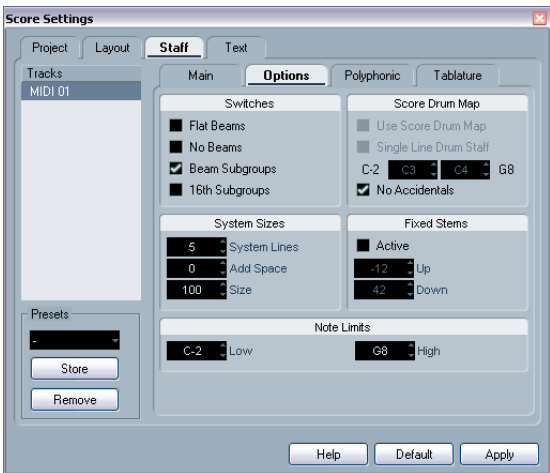 Score Settings
Project Layout Staff Text
Tracks
MIDI 01
Main Options Polyphonic Tablature
Switches
Flat Beams
No Beams
Beam Subgroups
16th Subgroups
Score Drum Map
Use Score Drum Map
Single Line Drum Staff
C-2 C3 C4 G8
No Accidentals
System Sizes
5 System Lines
0 Add Space
100 Size
Fixed Stems
Active
-12 Up
42 Down
Note Limits
C-2 Low G8 High
Presets
-
Store
Remove
Help Default Apply